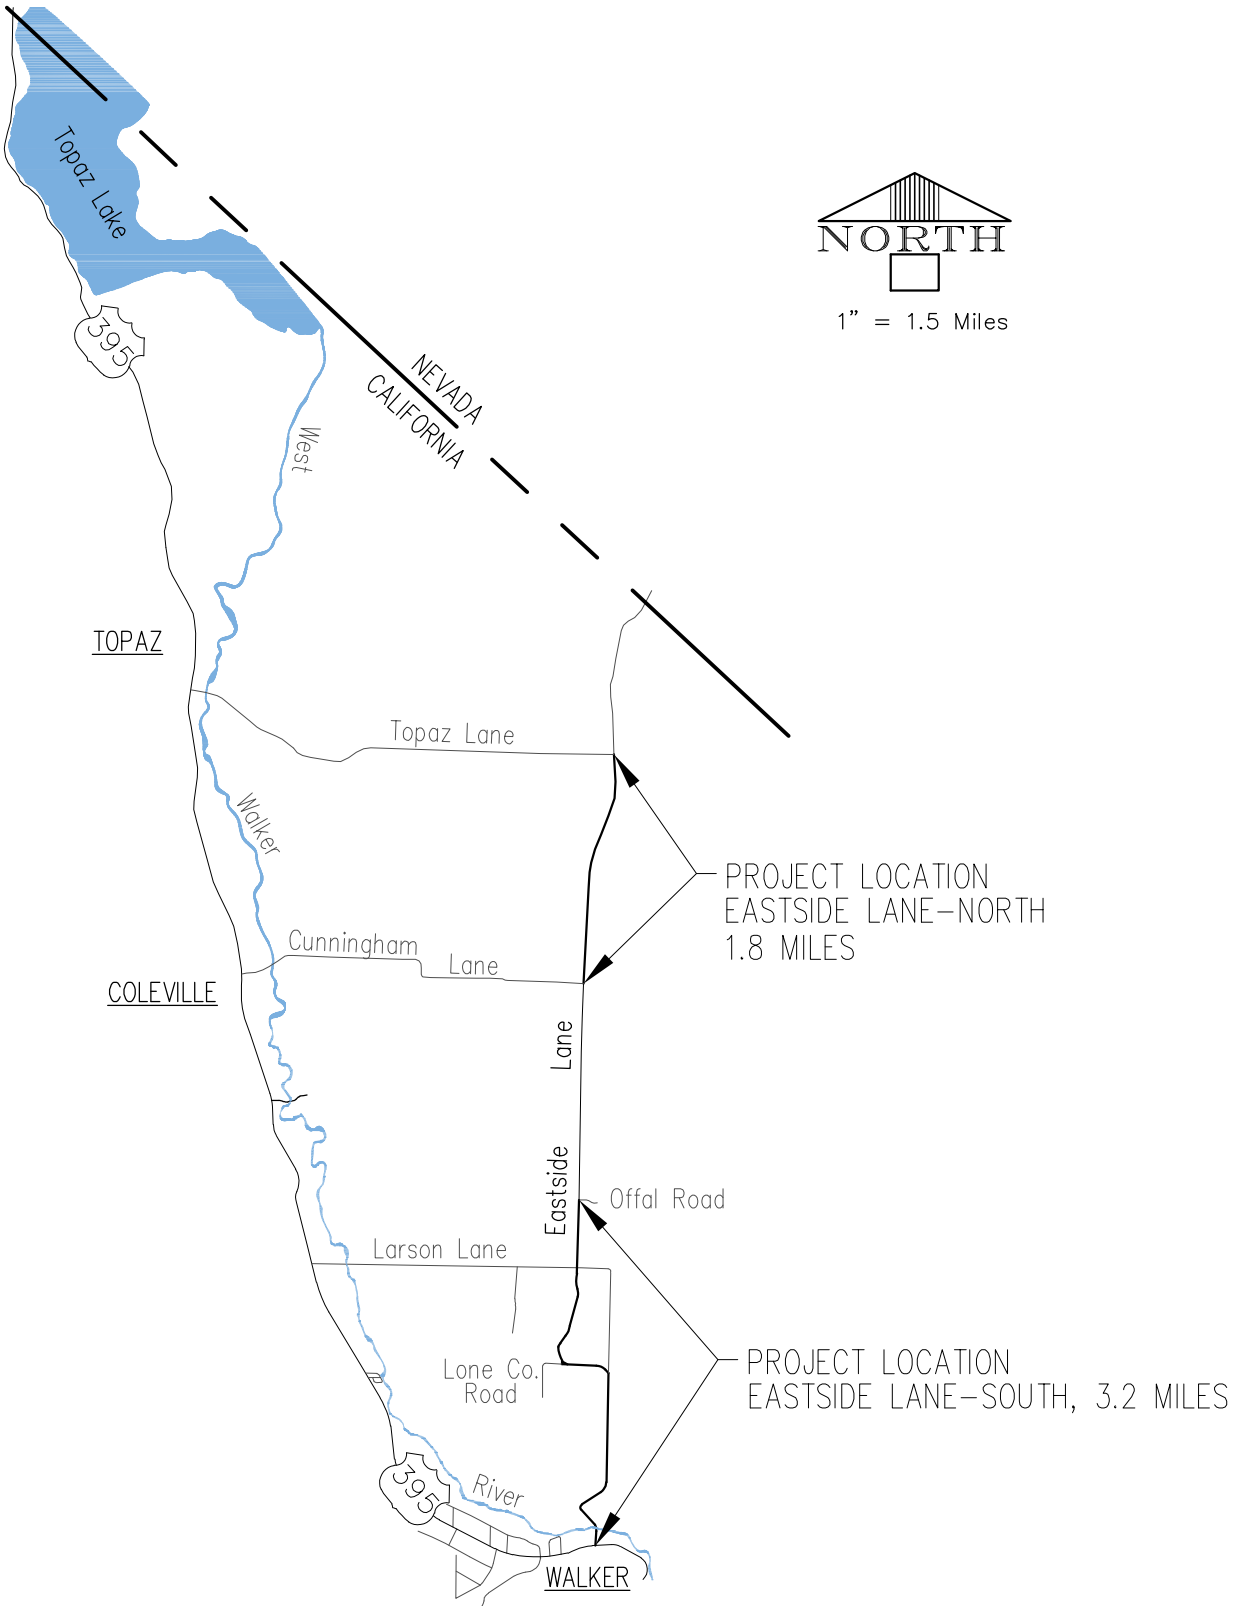 Topaz Lake
NORTH
1” = 1.5 Miles
395
NEVADA
CALIFORNIA
West
TOPAZ
Topaz Lane
Walker
PROJECT LOCATION
EASTSIDE LANE–NORTH
1.8 MILES
Cunningham
Lane
COLEVILLE
Eastside Lane
Offal Road
Larson Lane
Lone Co.
Road
PROJECT LOCATION
EASTSIDE LANE–SOUTH, 3.2 MILES
395
River
WALKER